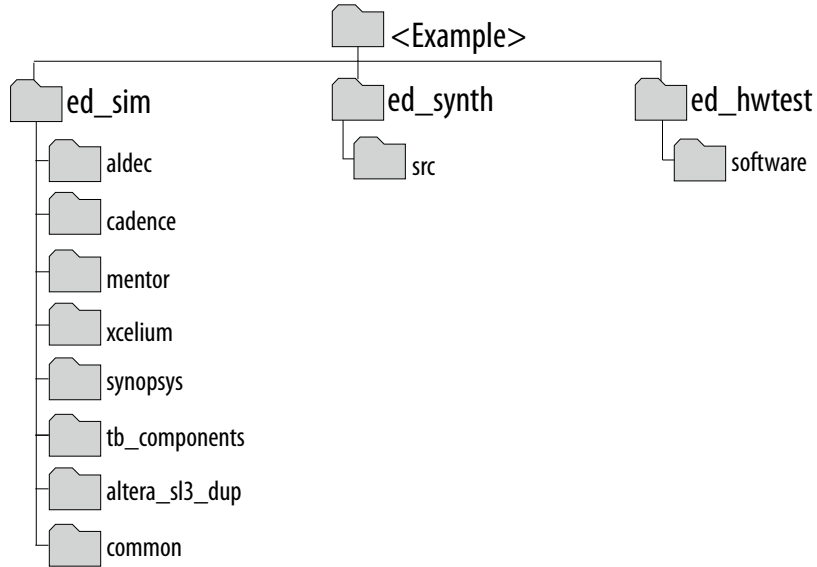 <Example>
ed_sim
aldec
cadence
mentor
xcelium
synopsys
tb_components
altera_sl3_dup
common
ed_synth
src
ed_hwtest
software